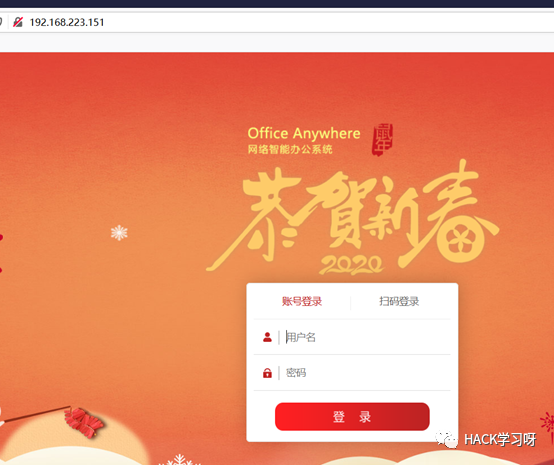 192.168.223.151
Office Anywhere
网络智能办公系统
鼠年
恭贺新春
2020
账号登录
扫码登录
用户名
密码
登 录
HACK学习呀